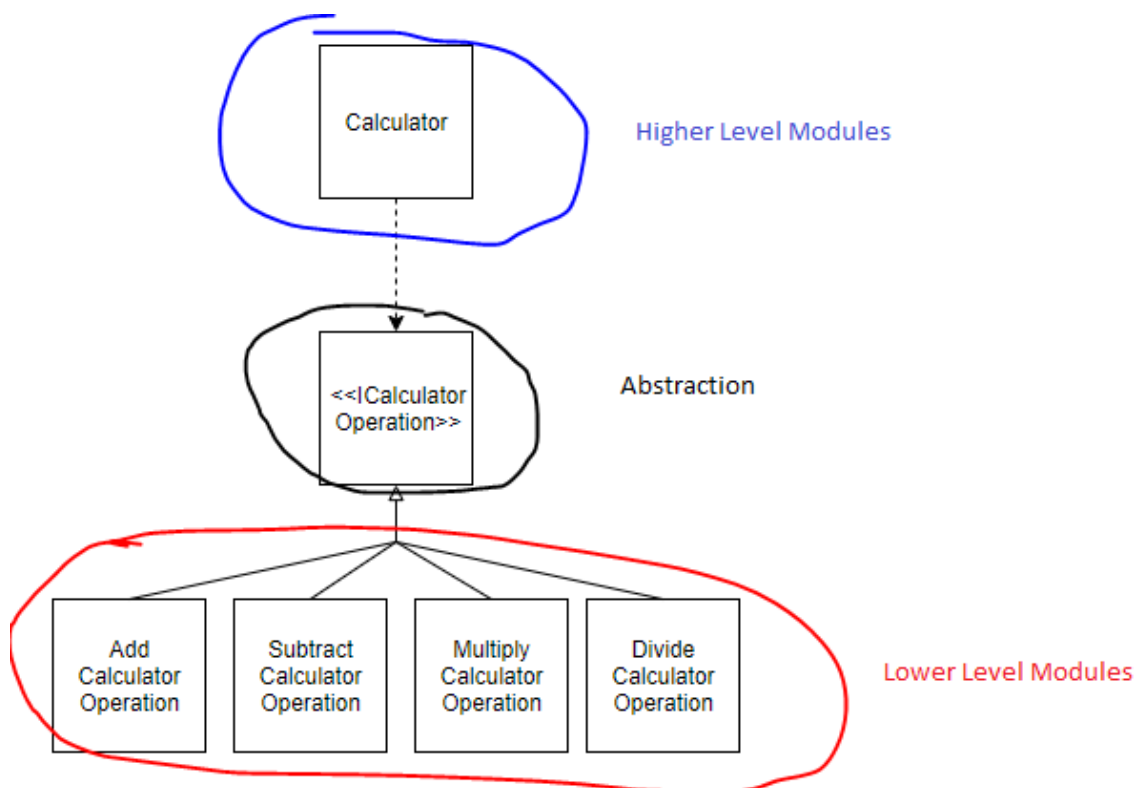 Calculator
Higher Level Modules
<<ICalculator
Operation>>
Abstraction
Add
Calculator
Operation
Subtract
Calculator
Operation
Multiply
Calculator
Operation
Divide
Calculator
Operation
Lower Level Modules